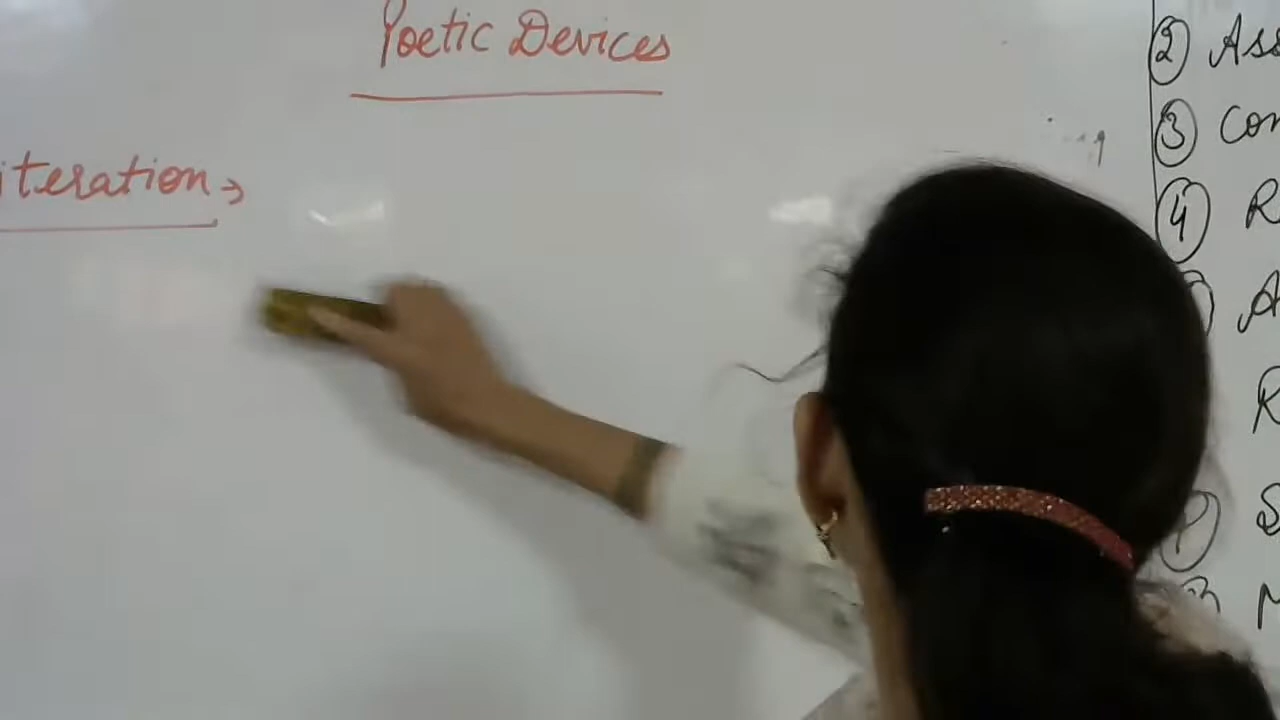 Poetic Devices
iteration →
② Ass
③ Con
④ R
A
R
S
M